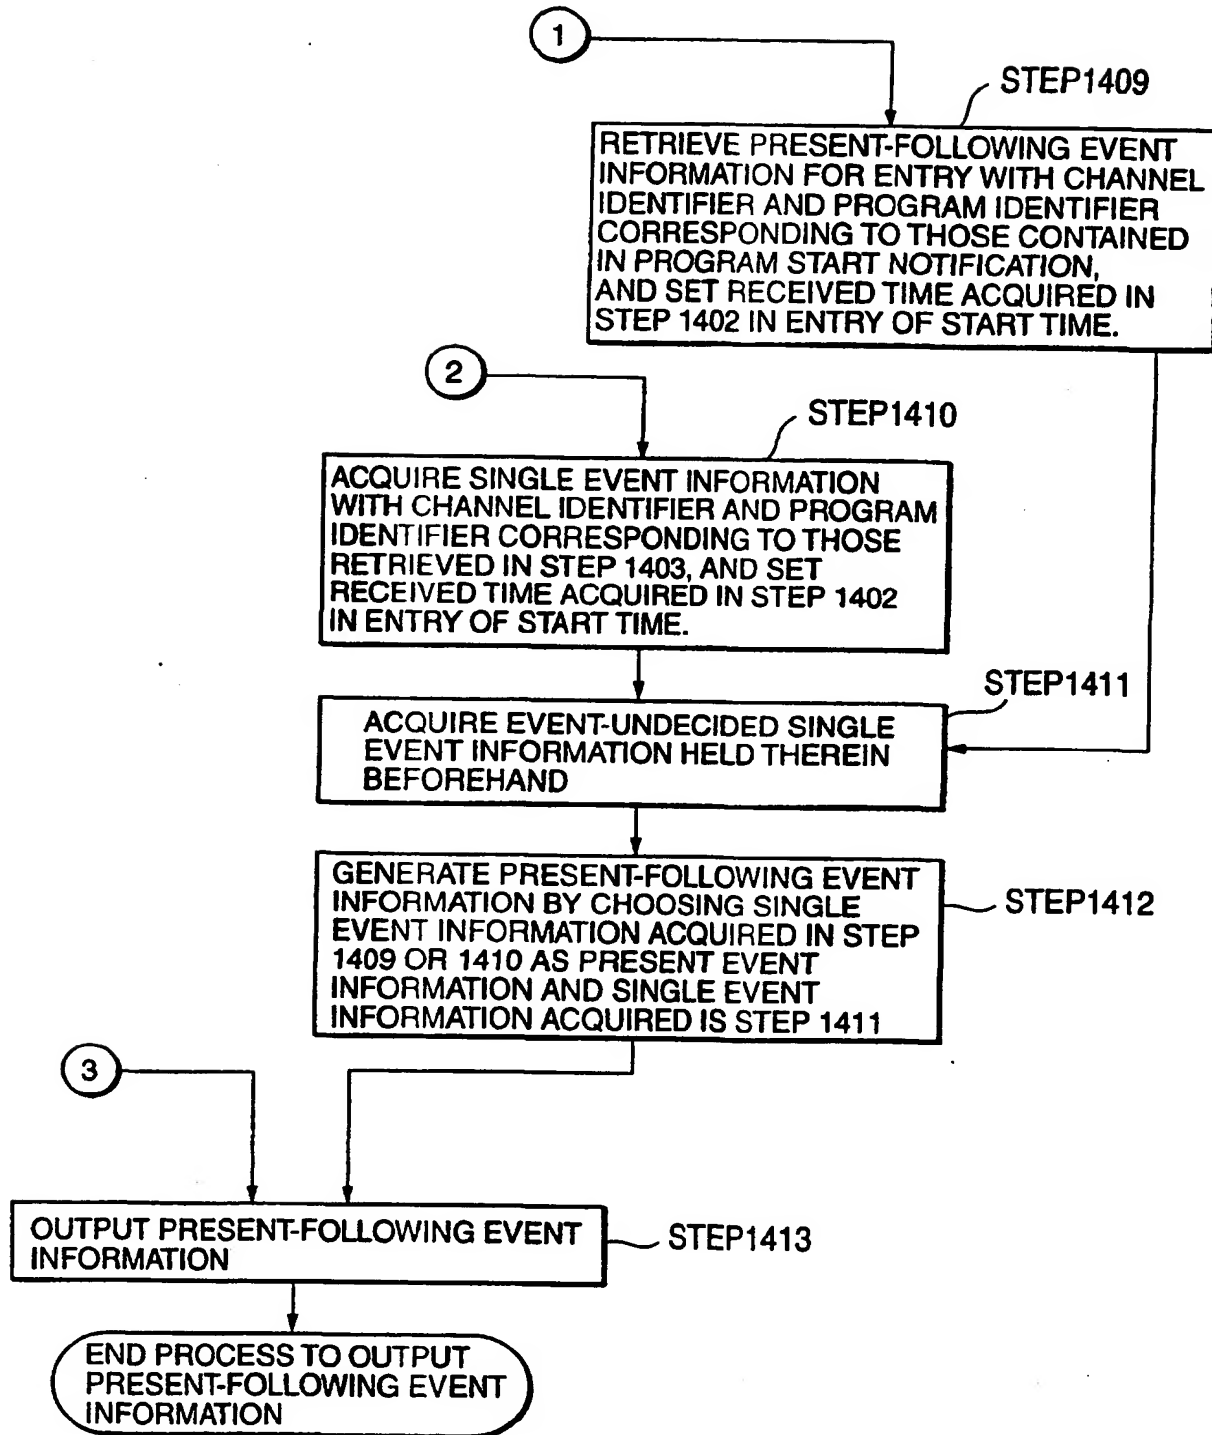 1
STEP1409
RETRIEVE PRESENT-FOLLOWING EVENT
INFORMATION FOR ENTRY WITH CHANNEL
IDENTIFIER AND PROGRAM IDENTIFIER
CORRESPONDING TO THOSE CONTAINED
IN PROGRAM START NOTIFICATION,
AND SET RECEIVED TIME ACQUIRED IN
STEP 1402 IN ENTRY OF START TIME.
2
STEP1410
ACQUIRE SINGLE EVENT INFORMATION
WITH CHANNEL IDENTIFIER AND PROGRAM
IDENTIFIER CORRESPONDING TO THOSE
RETRIEVED IN STEP 1403, AND SET
RECEIVED TIME ACQUIRED IN STEP 1402
IN ENTRY OF START TIME.
STEP1411
ACQUIRE EVENT-UNDECIDED SINGLE
EVENT INFORMATION HELD THEREIN
BEFOREHAND
GENERATE PRESENT-FOLLOWING EVENT
INFORMATION BY CHOOSING SINGLE
EVENT INFORMATION ACQUIRED IN STEP
1409 OR 1410 AS PRESENT EVENT
INFORMATION AND SINGLE EVENT
INFORMATION ACQUIRED IS STEP 1411
STEP1412
3
OUTPUT PRESENT-FOLLOWING EVENT
INFORMATION
STEP1413
END PROCESS TO OUTPUT
PRESENT-FOLLOWING EVENT
INFORMATION